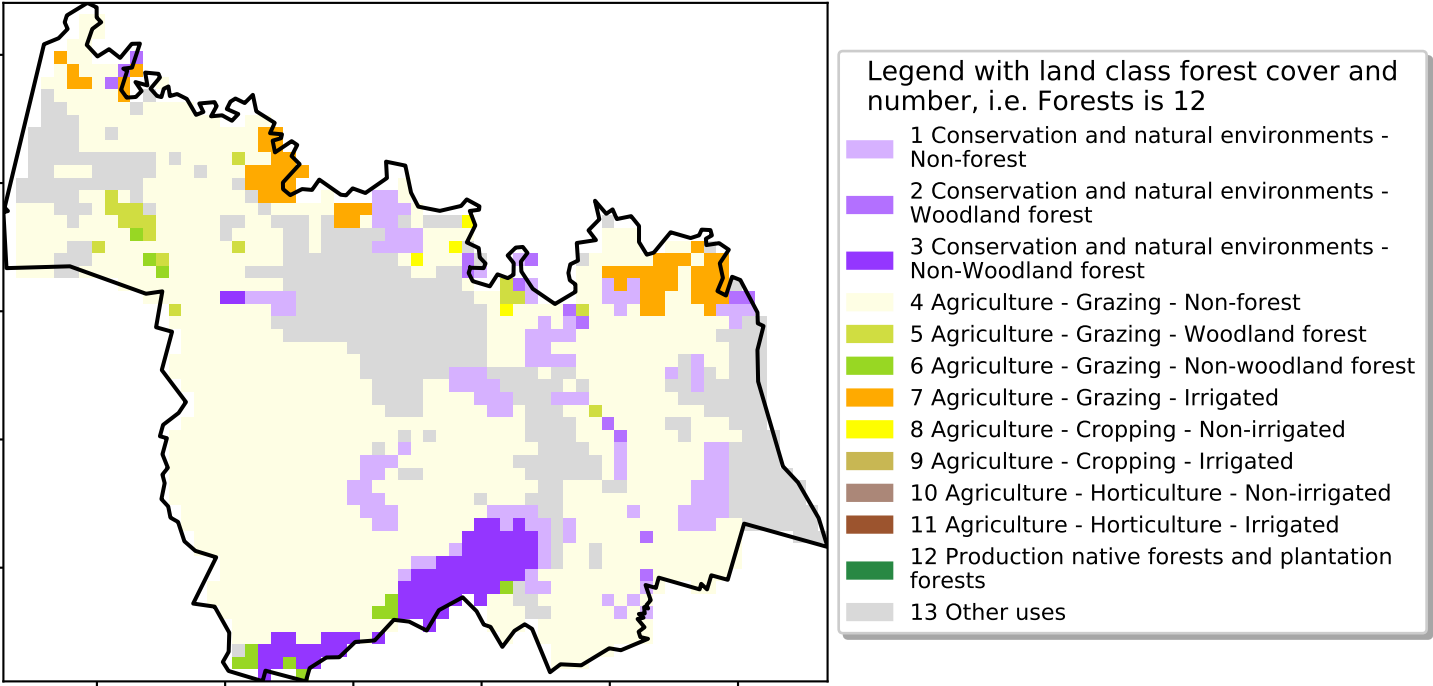 Legend with land class forest cover and
number, i.e. Forests is 12
1 Conservation and natural environments -
Non-forest
2 Conservation and natural environments -
Woodland forest
3 Conservation and natural environments -
Non-Woodland forest
4 Agriculture - Grazing - Non-forest
5 Agriculture - Grazing - Woodland forest
6 Agriculture - Grazing - Non-woodland forest
7 Agriculture - Grazing - Irrigated
8 Agriculture - Cropping - Non-irrigated
9 Agriculture - Cropping - Irrigated
10 Agriculture - Horticulture - Non-irrigated
11 Agriculture - Horticulture - Irrigated
12 Production native forests and plantation
forests
13 Other uses